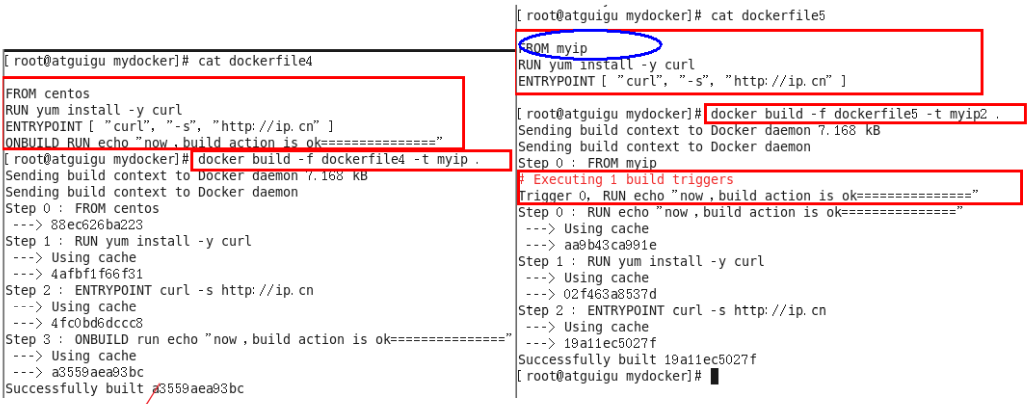 [root@atguigu mydocker]# cat dockerfile4
FROM centos
RUN yum install -y curl
ENTRYPOINT [ "curl", "-s", "http://ip.cn" ]
ONBUILD RUN echo "now , build action is ok==============="
[root@atguigu mydocker]# docker build -f dockerfile4 -t myip .
Sending build context to Docker daemon 7.168 kB
Sending build context to Docker daemon
Step 0 : FROM centos
---> 88ec626ba223
Step 1 : RUN yum install -y curl
---> Using cache
---> 4afbf1f66f31
Step 2 : ENTRYPOINT curl -s http://ip.cn
---> Using cache
---> 4fc0bd6dccc8
Step 3 : ONBUILD run echo "now , build action is ok==============="
---> Using cache
---> a3559aea93bc
Successfully built a3559aea93bc
[root@atguigu mydocker]# cat dockerfile5
FROM myip
RUN yum install -y curl
ENTRYPOINT [ "curl", "-s", "http://ip.cn" ]
[root@atguigu mydocker]# docker build -f dockerfile5 -t myip2 .
Sending build context to Docker daemon 7.168 kB
Sending build context to Docker daemon
Step 0 : FROM myip
# Executing 1 build triggers
Trigger 0, RUN echo "now , build action is ok==============="
Step 0 : RUN echo "now , build action is ok==============="
---> Using cache
---> aa9b43ca991e
Step 1 : RUN yum install -y curl
---> Using cache
---> 02f463a8537d
Step 2 : ENTRYPOINT curl -s http://ip.cn
---> Using cache
---> 19a11ec5027f
Successfully built 19a11ec5027f
[root@atguigu mydocker]#